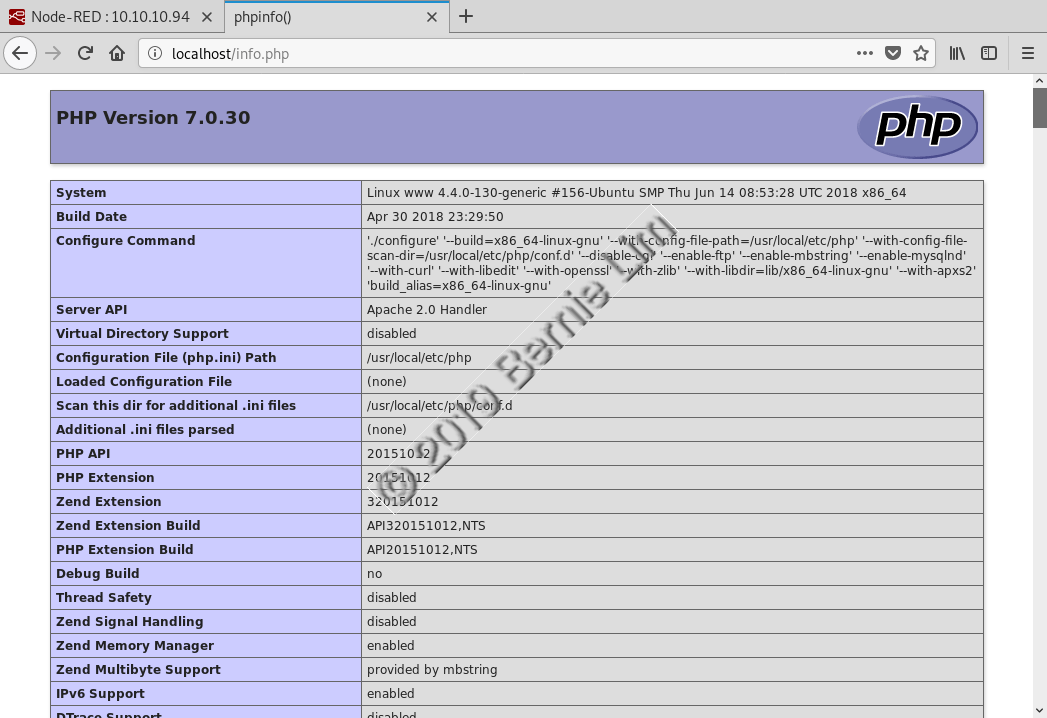 Node-RED : 10.10.10.94
phpinfo()
localhost/info.php
PHP Version 7.0.30
php
System Linux www 4.4.0-130-generic #156-Ubuntu SMP Thu Jun 14 08:53:28 UTC 2018 x86_64
Build Date Apr 30 2018 23:29:50
Configure Command './configure' '--build=x86_64-linux-gnu' '--with-config-file-path=/usr/local/etc/php' '--with-config-file-
scan-dir=/usr/local/etc/php/conf.d' '--disable-cgi' '--enable-ftp' '--enable-mbstring' '--enable-mysqlnd'
'--with-curl' '--with-libedit' '--with-openssl' '--with-zlib' '--with-libdir=lib/x86_64-linux-gnu' '--with-apxs2'
'build_alias=x86_64-linux-gnu'
Server API Apache 2.0 Handler
Virtual Directory Support disabled
Configuration File (php.ini) Path /usr/local/etc/php
Loaded Configuration File (none)
Scan this dir for additional .ini files /usr/local/etc/php/conf.d
Additional .ini files parsed (none)
PHP API 20151012
PHP Extension 20151012
Zend Extension 320151012
Zend Extension Build API320151012,NTS
PHP Extension Build API20151012,NTS
Debug Build no
Thread Safety disabled
Zend Signal Handling disabled
Zend Memory Manager enabled
Zend Multibyte Support provided by mbstring
IPv6 Support enabled
DTrace Support disabled
© 2019 Bernie Lim